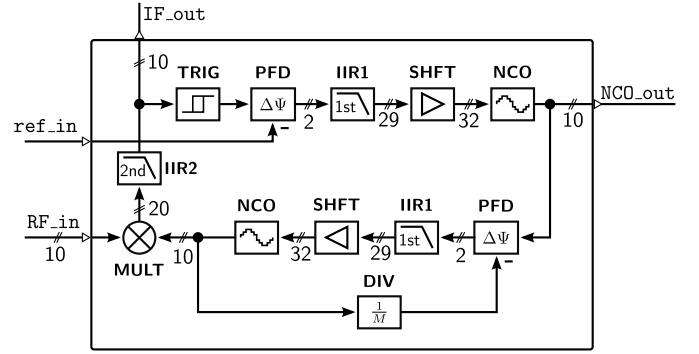 IF_out
10
TRIG
PFD
IIR1
SHFT
NCO
ΔΨ
1st
2
29
32
10
NCO_out
ref_in
2nd
IIR2
20
RF_in
10
MULT
10
NCO
SHFT
IIR1
PFD
1st
ΔΨ
32
29
2
DIV
1
M